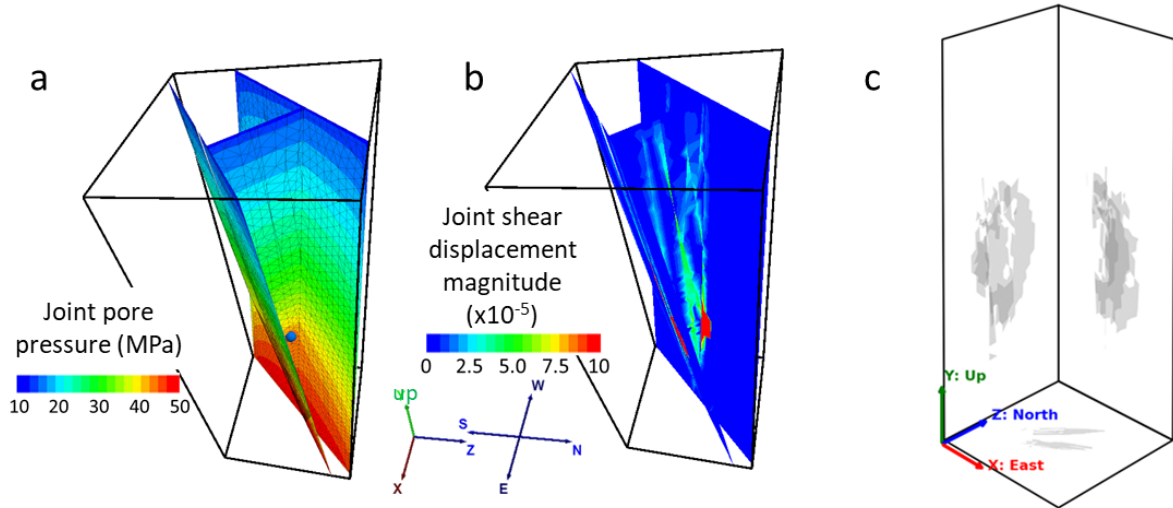 a
b
c
Joint pore
pressure (MPa)
10 20 30 40 50
Joint shear
displacement
magnitude
(x10⁻⁵)
0 2.5 5 7.5 10
up
Z
X
W
S
N
E
Y: Up
Z: North
X: East